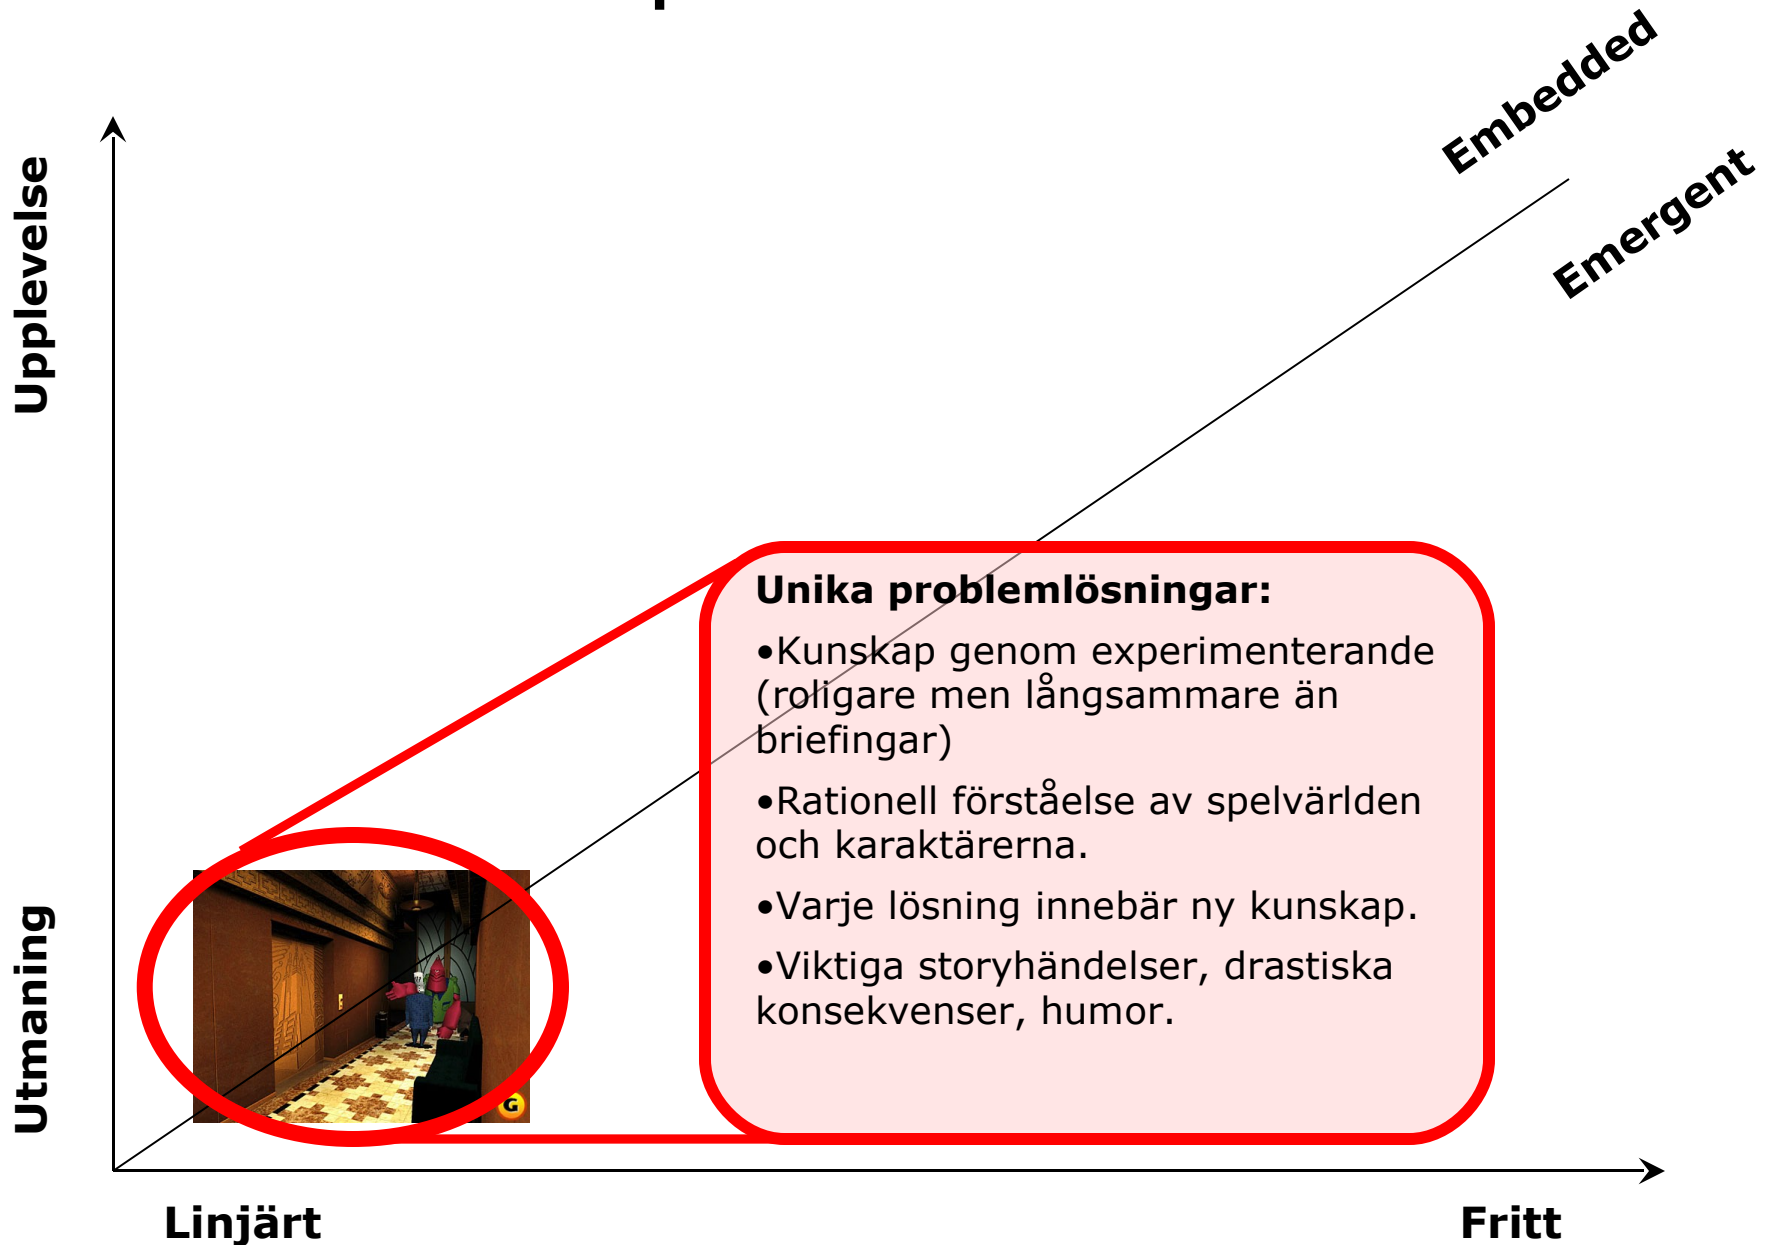 Embedded
Emergent
Upplevelse
Utmaning
Unika problemlösningar:
•Kunskap genom experimenterande
(roligare men långsammare än
briefingar)
•Rationell förståelse av spelvärlden
och karaktärerna.
•Varje lösning innebär ny kunskap.
•Viktiga storyhändelser, drastiska
konsekvenser, humor.
G
Linjärt
Fritt